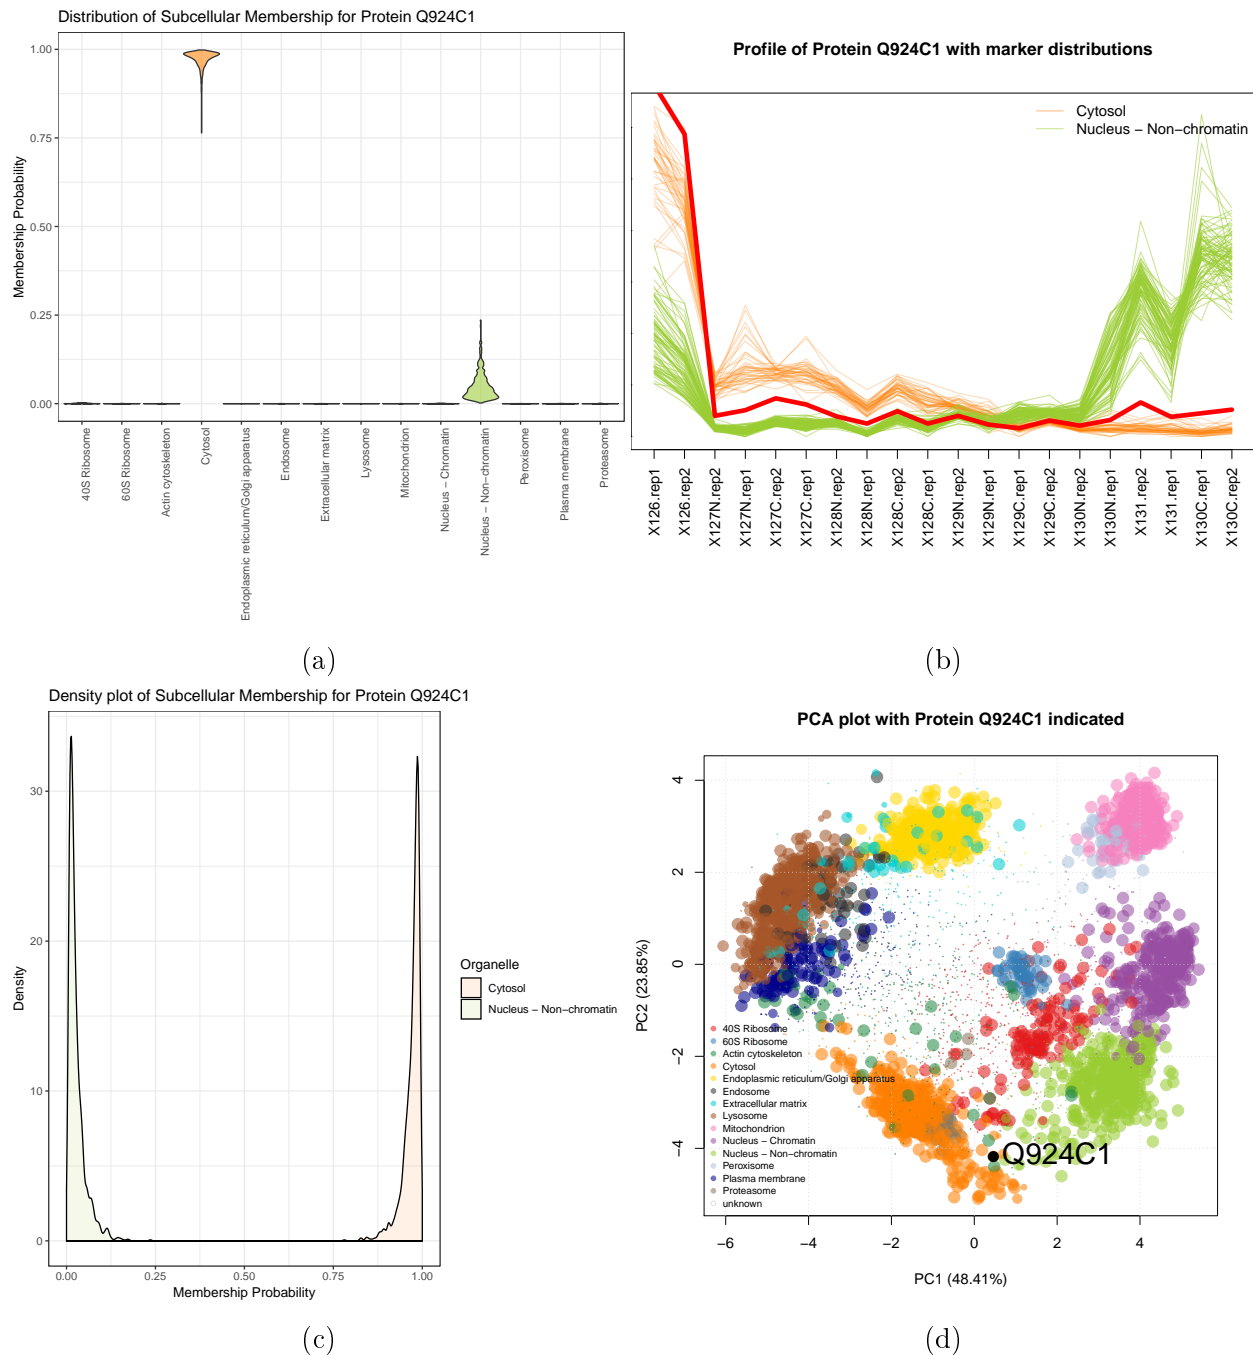 Distribution of Subcellular Membership for Protein Q924C1
Membership Probability
1.00
0.75
0.50
0.25
0.00
40S Ribosome
60S Ribosome
Actin cytoskeleton
Cytosol
Endoplasmic reticulum/Golgi apparatus
Endosome
Extracellular matrix
Lysosome
Mitochondrion
Nucleus − Chromatin
Nucleus − Non−chromatin
Peroxisome
Plasma membrane
Proteasome
(a)
Profile of Protein Q924C1 with marker distributions
Cytosol
Nucleus − Non−chromatin
X126.rep1
X126.rep2
X127N.rep2
X127N.rep1
X127C.rep2
X127C.rep1
X128N.rep2
X128N.rep1
X128C.rep2
X128C.rep1
X129N.rep2
X129N.rep1
X129C.rep1
X129C.rep2
X130N.rep2
X130N.rep1
X131.rep2
X131.rep1
X130C.rep1
X130C.rep2
(b)
Density plot of Subcellular Membership for Protein Q924C1
Density
30
20
10
0
0.00
0.25
0.50
0.75
1.00
Membership Probability
Organelle
Cytosol
Nucleus − Non−chromatin
(c)
PCA plot with Protein Q924C1 indicated
PC2 (23.85%)
4
2
0
−2
−4
40S Ribosome
60S Ribosome
Actin cytoskeleton
Cytosol
Endoplasmic reticulum/Golgi apparatus
Endosome
Extracellular matrix
Lysosome
Mitochondrion
Nucleus − Chromatin
Nucleus − Non−chromatin
Peroxisome
Plasma membrane
Proteasome
unknown
Q924C1
−6
−4
−2
0
2
4
PC1 (48.41%)
(d)